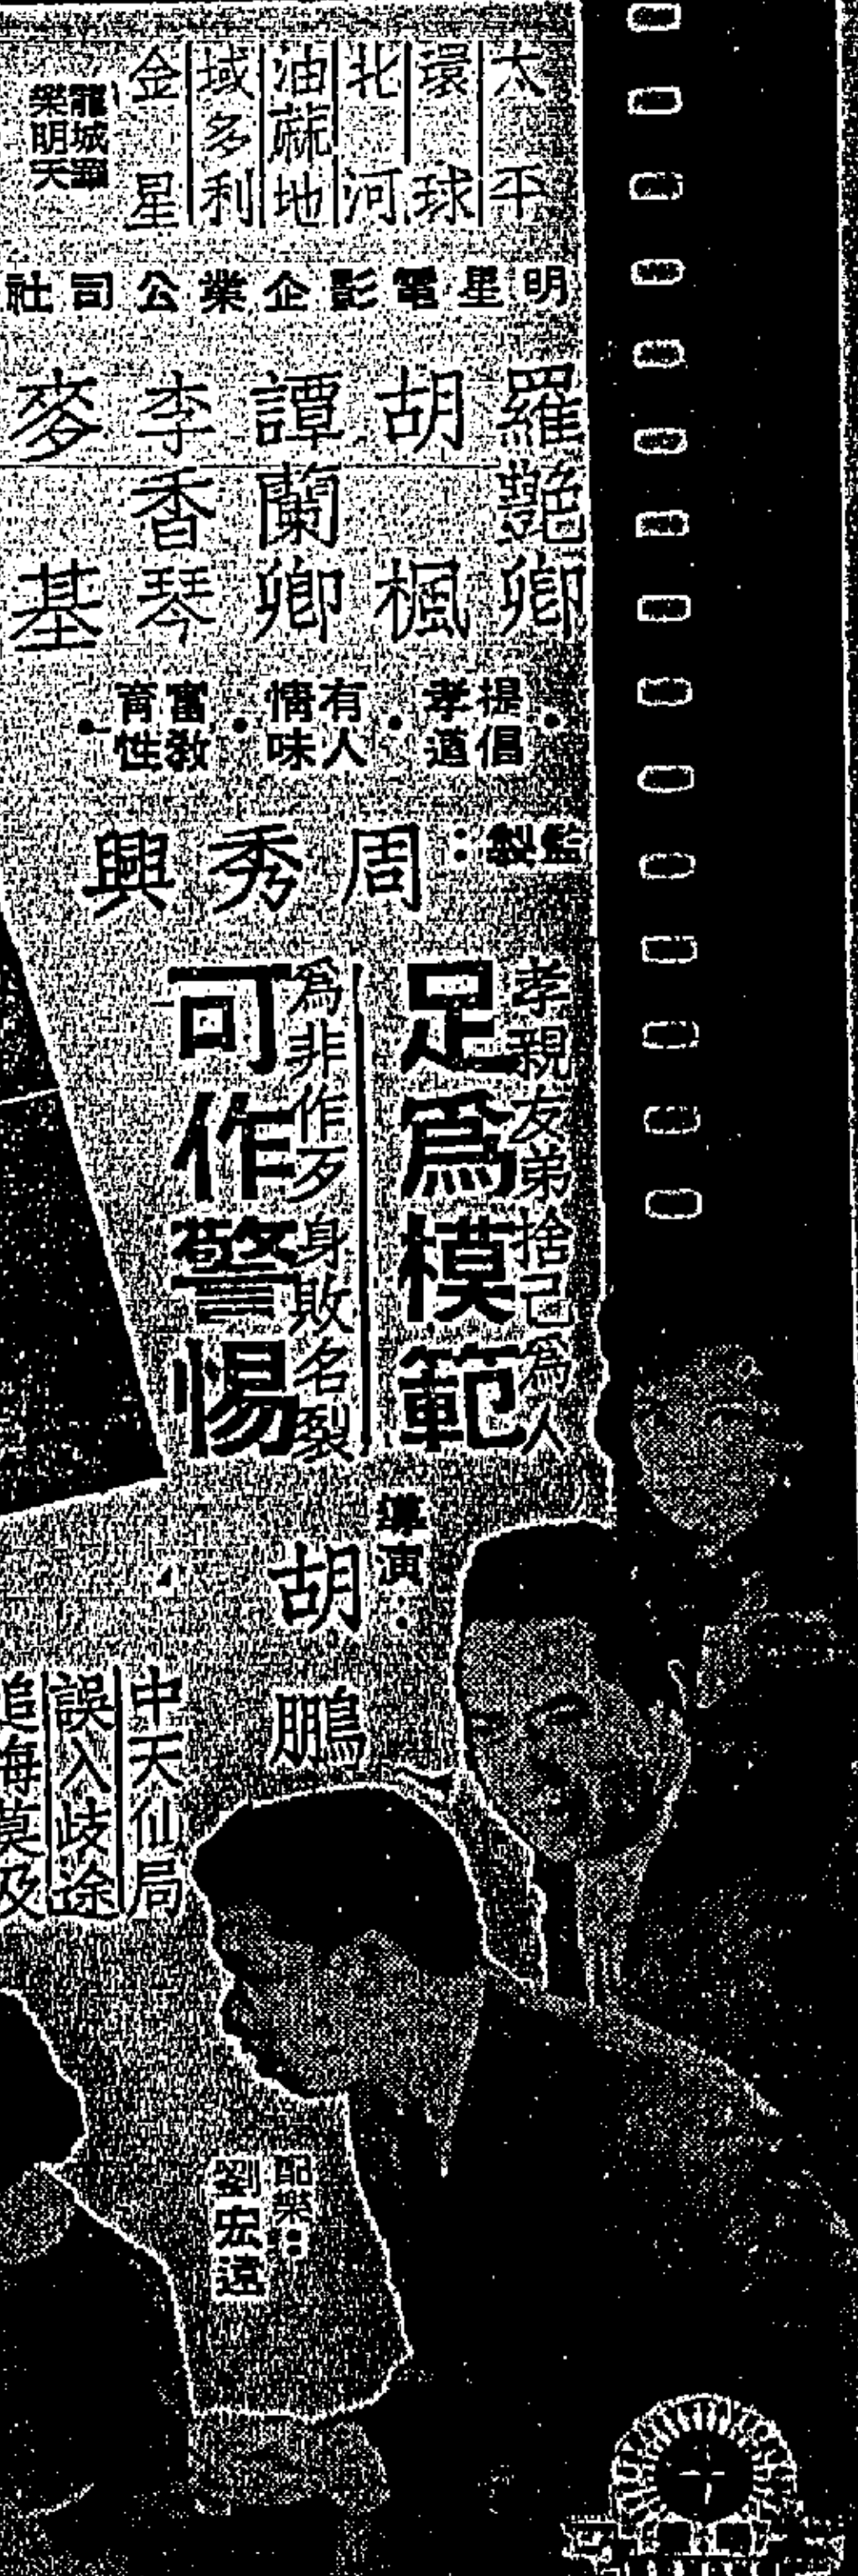 太平
環球
北河
油蔴地
域多利
金星
龍城
樂明天
明星電影企業公司社
羅艷卿
胡楓
譚蘭卿
李香琴
麥基
提倡孝道
有人情味
富教育性
監製：周秀興
孝親友弟捨己為人
足為模範
為非作歹身敗名裂
可作警惕
導演：
胡鵬
中天仙局
誤入歧途
追悔莫及
配樂：
劉宏遠